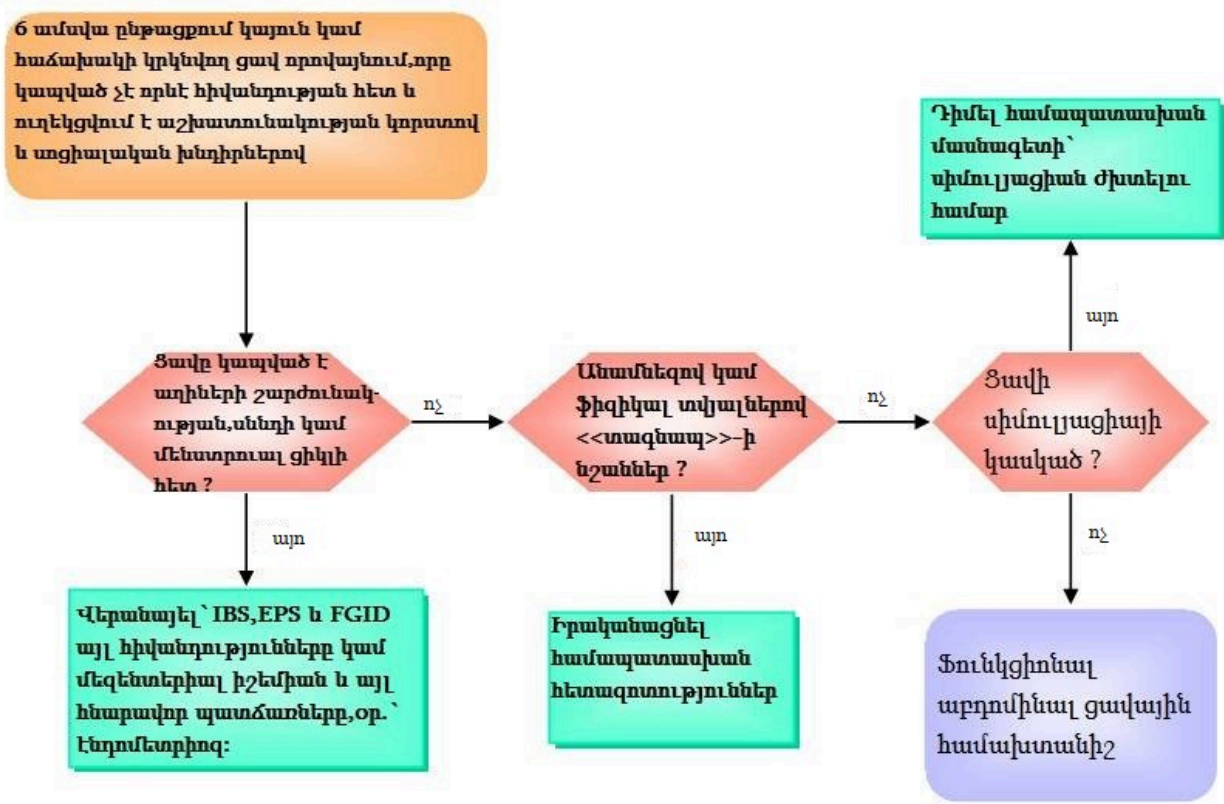 6 ամսվա ընթացքում կայուն կամ
հաճախակի կրկնվող ցավ որովայնում,որը
կապված չէ որևէ հիվանդության հետ և
ուղեկցվում է աշխատունակության կորստով
և սոցիալական խնդիրներով
Ցավը կապված է
աղիների շարժունակ-
ության,սննդի կամ
մենստրուալ ցիկլի
հետ ?
ոչ
այո
Վերանայել՝IBS,EPS և FGID
այլ հիվանդությունները կամ
մեզենտերիալ իշեմիան և այլ
հնարավոր պատճառները,օր.՝
էնդոմետրիոզ:
Անամնեզով կամ
ֆիզիկալ տվյալներով
<<տագնապ>>-ի
նշաններ ?
ոչ
այո
Իրականացնել
համապատասխան
հետազոտություններ
Ցավի
սիմուլյացիայի
կասկած ?
այո
Դիմել համապատասխան
մասնագետի՝
սիմուլյացիան ժխտելու
համար
ոչ
Ֆունկցիոնալ
աբդոմինալ ցավային
համախտանիշ